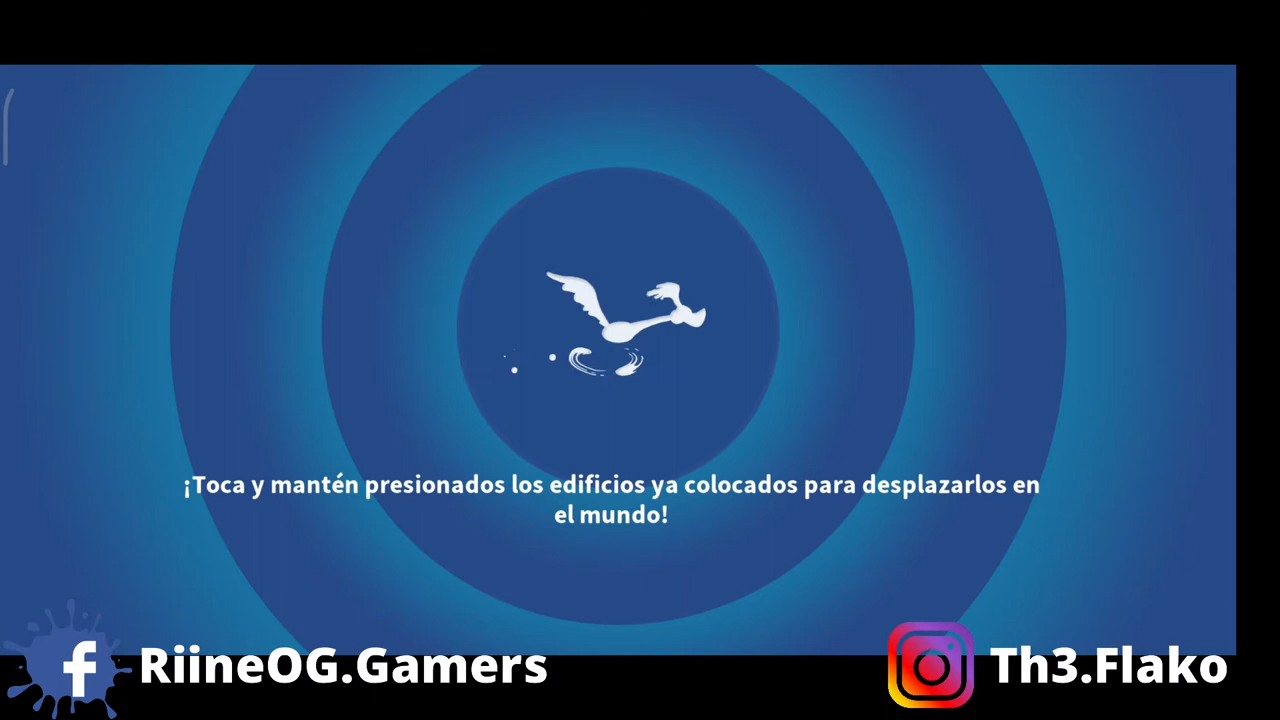 ¡Toca y mantén presionados los edificios ya colocados para desplazarlos en
el mundo!
RiineOG.Gamers
Th3.Flako